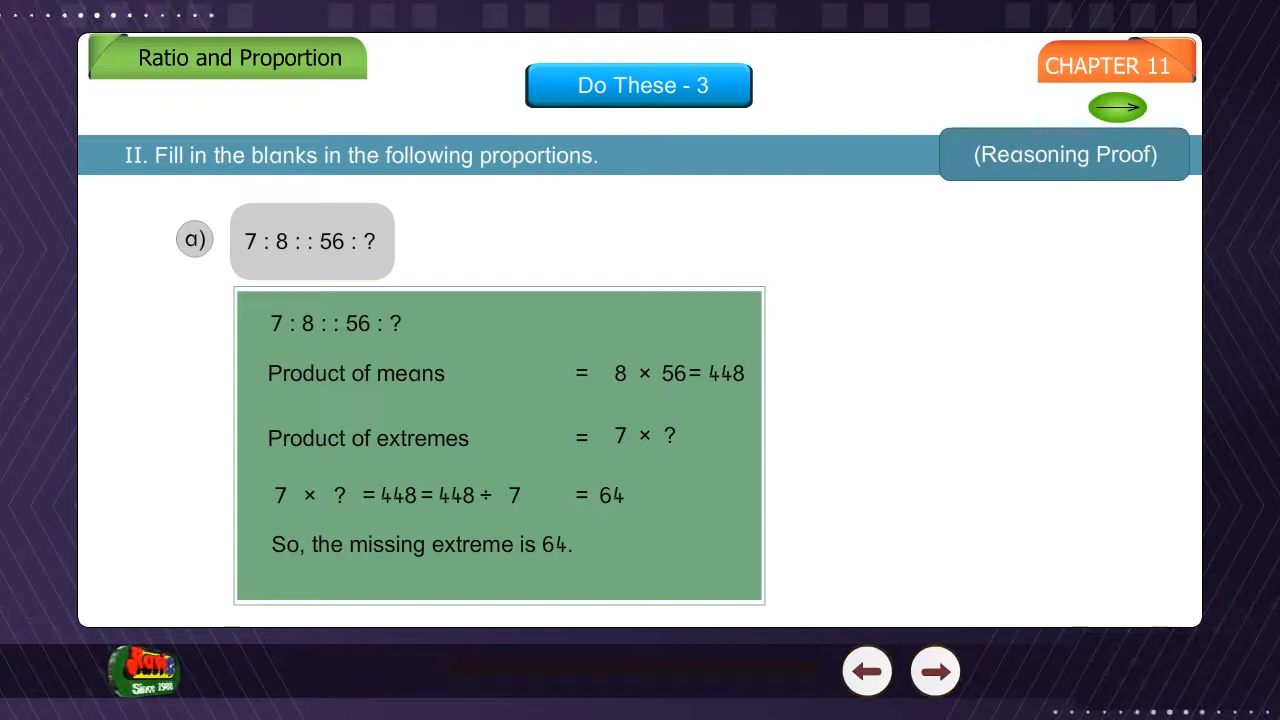 Ratio and Proportion
CHAPTER 11
Do These - 3
II. Fill in the blanks in the following proportions.
(Reasoning Proof)
a) 7 : 8 : : 56 : ?
7 : 8 : : 56 : ?
Product of means = 8 × 56 = 448
Product of extremes = 7 × ?
7 × ? = 448 = 448 ÷ 7 = 64
So, the missing extreme is 64.
Since 1988